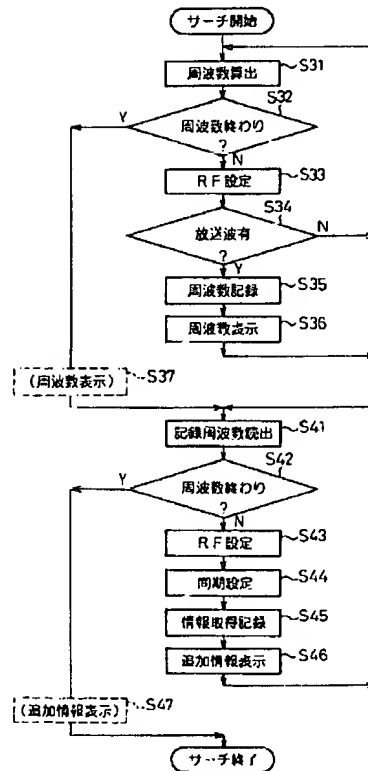 サーチ開始
周波数算出 S31
S32
Y 周波数終わり
?
N
RF設定 S33
S34
放送波有 N
?
Y
周波数記録 S35
周波数表示 S36
(周波数表示) S37
記録周波数読出 S41
S42
Y 周波数終わり
?
N
RF設定 S43
同期設定 S44
情報取得記録 S45
追加情報表示 S46
(追加情報表示) S47
サーチ終了